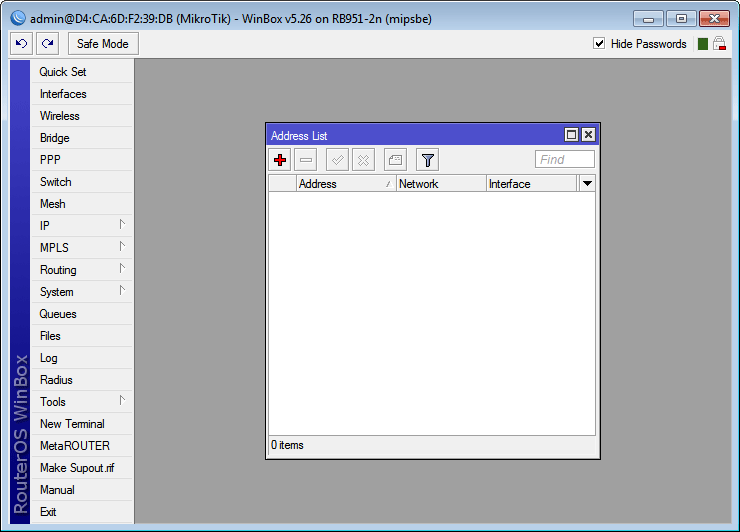 admin@D4:CA:6D:F2:39:DB (MikroTik) - WinBox v5.26 on RB951-2n (mipsbe)
Safe Mode
Hide Passwords
Quick Set
Interfaces
Wireless
Bridge
PPP
Switch
Mesh
IP
MPLS
Routing
System
Queues
Files
Log
Radius
Tools
New Terminal
MetaROUTER
Make Supout.rif
Manual
Exit
RouterOS WinBox
Address List
Find
Address Network Interface
0 items